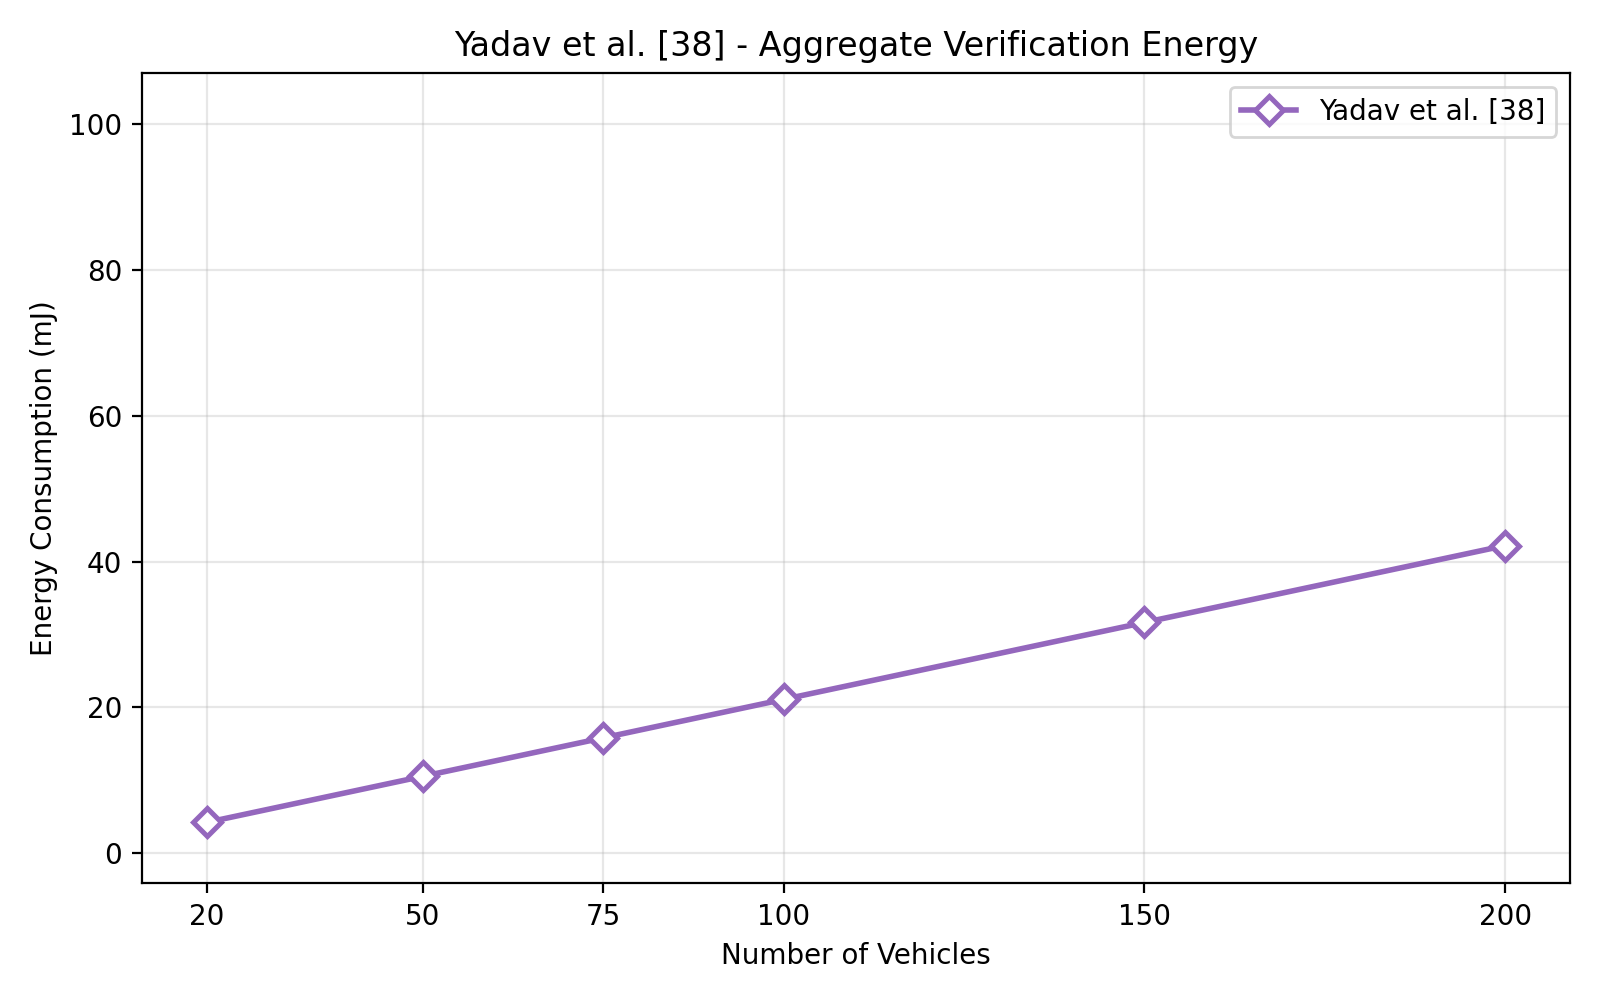 Yadav et al. [38] - Aggregate Verification Energy
Yadav et al. [38]
Energy Consumption (mJ)
100
80
60
40
20
0
20 50 75 100 150 200
Number of Vehicles